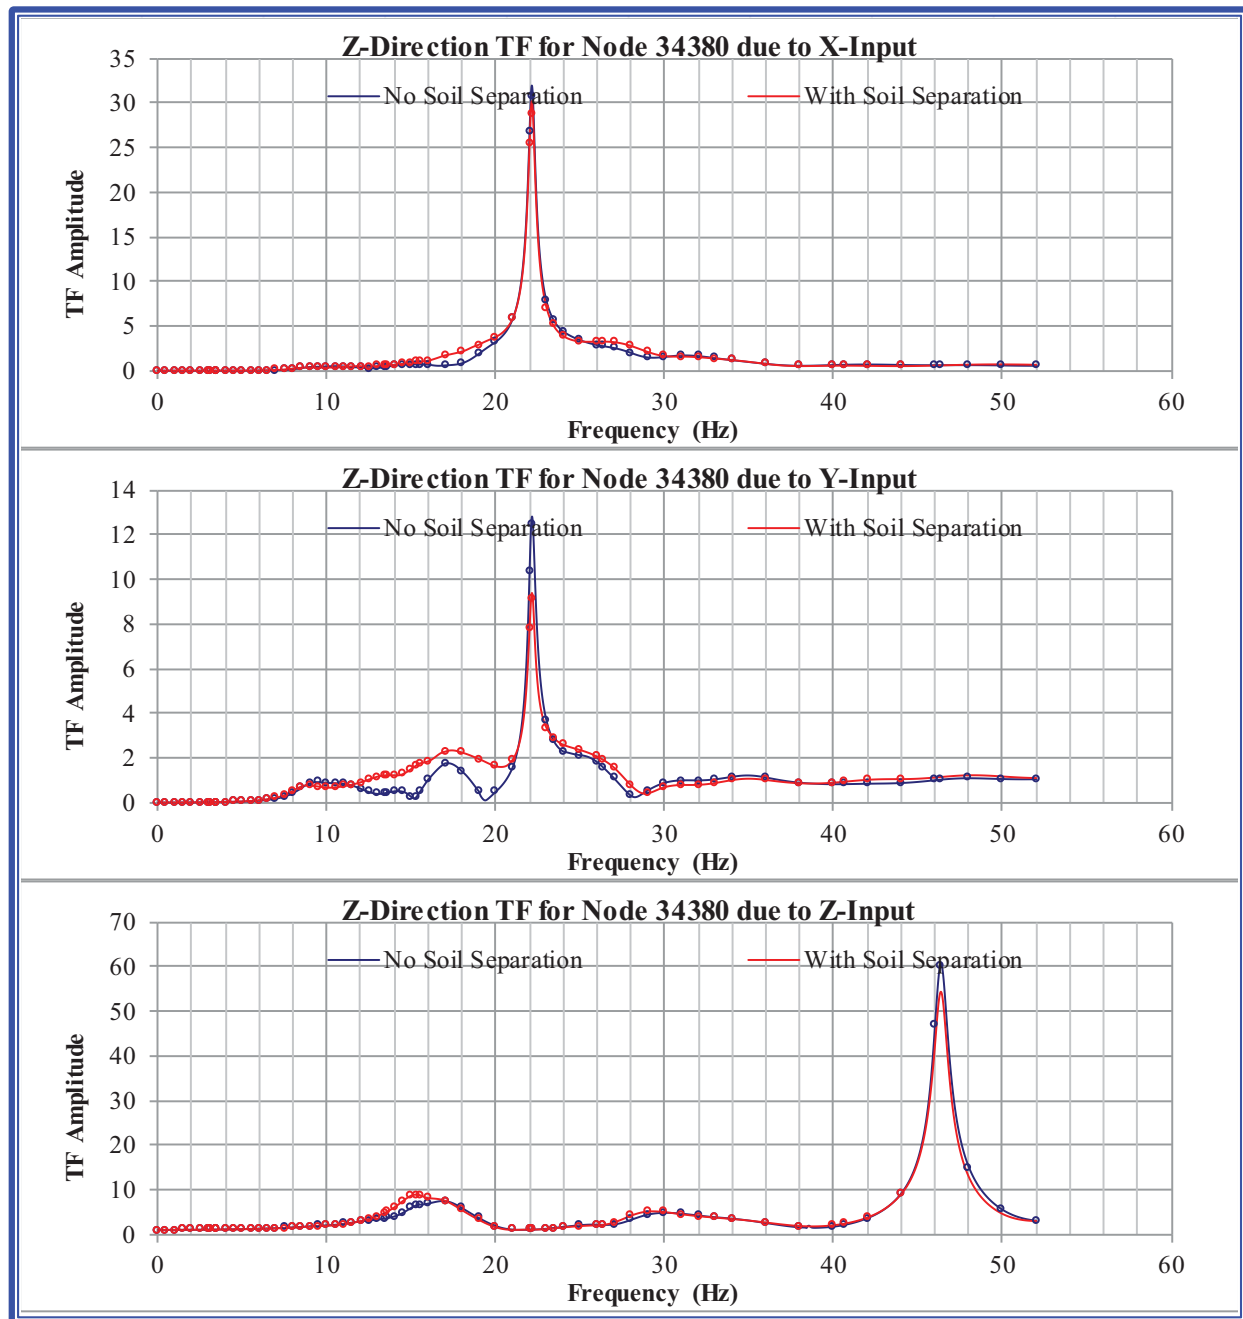 Z-Direction TF for Node 34380 due to X-Input
No Soil Separation With Soil Separation
35
30
25
20
15
10
5
0
TF Amplitude
0 10 20 30 40 50 60
Frequency (Hz)
Z-Direction TF for Node 34380 due to Y-Input
No Soil Separation With Soil Separation
14
12
10
8
6
4
2
0
TF Amplitude
0 10 20 30 40 50 60
Frequency (Hz)
Z-Direction TF for Node 34380 due to Z-Input
No Soil Separation With Soil Separation
70
60
50
40
30
20
10
0
TF Amplitude
0 10 20 30 40 50 60
Frequency (Hz)